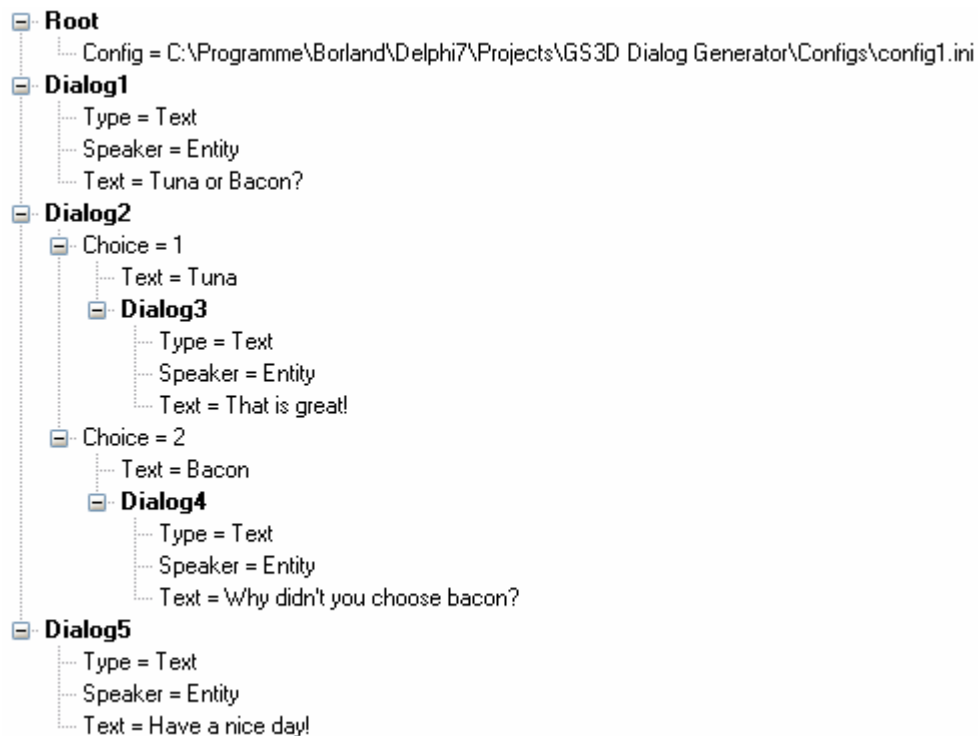 Root
Config = C:\Programme\Borland\Delphi7\Projects\GS3D Dialog Generator\Configs\config1.ini
Dialog1
Type = Text
Speaker = Entity
Text = Tuna or Bacon?
Dialog2
Choice = 1
Text = Tuna
Dialog3
Type = Text
Speaker = Entity
Text = That is great!
Choice = 2
Text = Bacon
Dialog4
Type = Text
Speaker = Entity
Text = Why didn't you choose bacon?
Dialog5
Type = Text
Speaker = Entity
Text = Have a nice day!